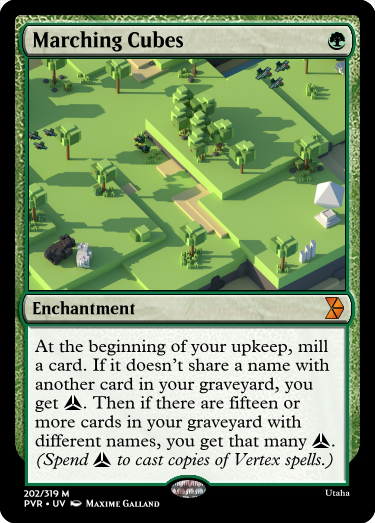 Marching Cubes
Enchantment
At the beginning of your upkeep, mill
a card. If it doesn't share a name with
another card in your graveyard, you
get . Then if there are fifteen or
more cards in your graveyard with
different names, you get that many .
(Spend to cast copies of Vertex spells.)
202/319 M
Utaha
PVR • UV Maxime Galland